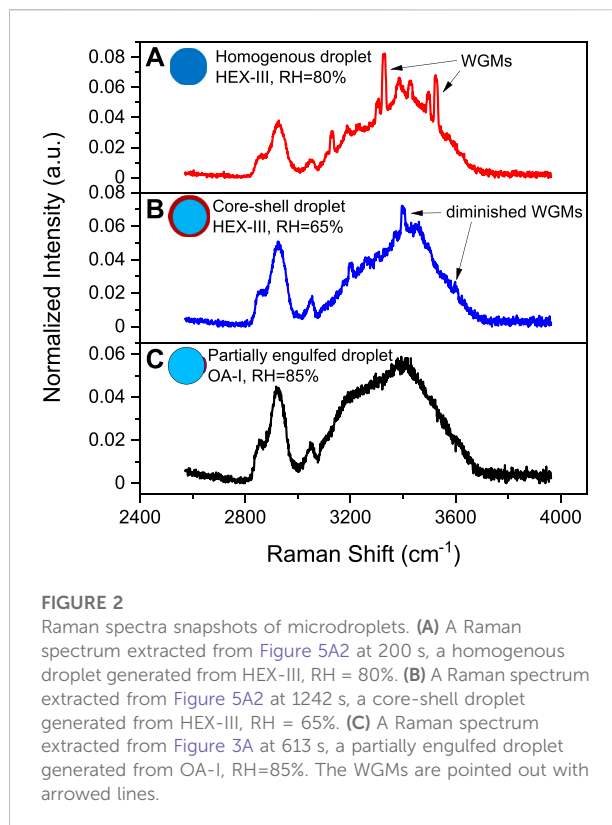 A Homogenous droplet
HEX-III, RH=80%
WGMs
0.08
0.06
0.04
0.02
0
B Core-shell droplet
HEX-III, RH=65%
diminished WGMs
0.08
0.06
0.04
0.02
0
C Partially engulfed droplet
OA-I, RH=85%
0.06
0.04
0.02
0
Normalized Intensity (a.u.)
2400 2800 3200 3600 4000
Raman Shift (cm-1)
FIGURE 2
Raman spectra snapshots of microdroplets. (A) A Raman
spectrum extracted from Figure 5A2 at 200 s, a homogenous
droplet generated from HEX-III, RH = 80%. (B) A Raman spectrum
extracted from Figure 5A2 at 1242 s, a core-shell droplet
generated from HEX-III, RH = 65%. (C) A Raman spectrum
extracted from Figure 3A at 613 s, a partially engulfed droplet
generated from OA-I, RH=85%. The WGMs are pointed out with
arrowed lines.